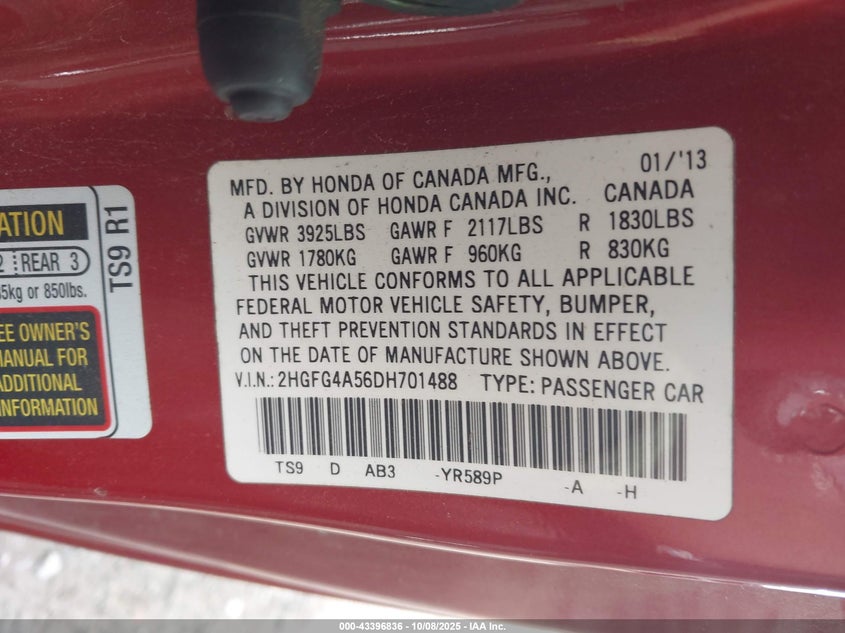 ATION
2 REAR 3
5kg or 850lbs.
EE OWNER'S
MANUAL FOR
ADDITIONAL
INFORMATION
TS9 R1
01/'13
MFD. BY HONDA OF CANADA MFG.,
A DIVISION OF HONDA CANADA INC. CANADA
GVWR 3925LBS GAWR F 2117LBS R 1830LBS
GVWR 1780KG GAWR F 960KG R 830KG
THIS VEHICLE CONFORMS TO ALL APPLICABLE
FEDERAL MOTOR VEHICLE SAFETY, BUMPER,
AND THEFT PREVENTION STANDARDS IN EFFECT
ON THE DATE OF MANUFACTURE SHOWN ABOVE.
V.I.N.: 2HGFG4A56DH701488 TYPE: PASSENGER CAR
TS9 D AB3 -YR589P -A -H
000-43396836 - 10/08/2025 - IAA Inc.